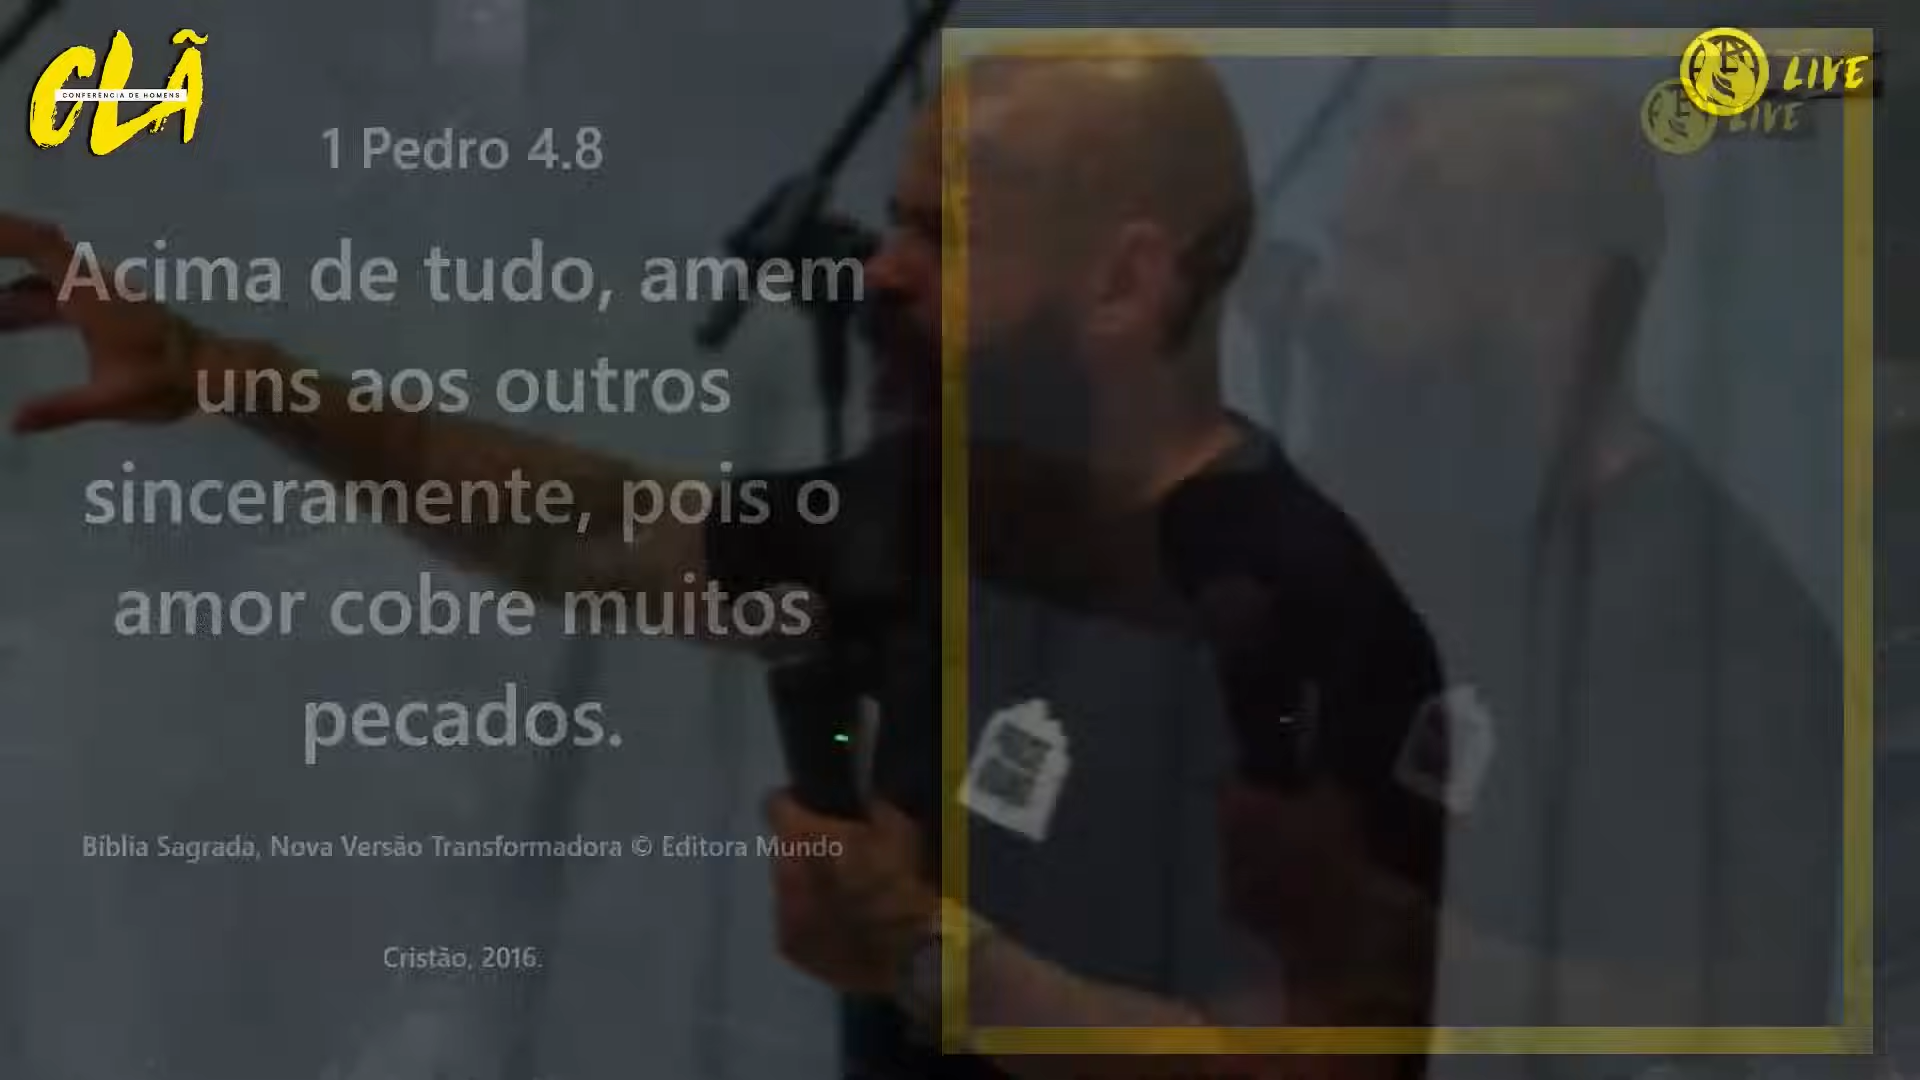 CLÃ
CONFERÊNCIA DE HOMENS
LIVE
LIVE
1 Pedro 4.8
Acima de tudo, amem
uns aos outros
sinceramente, pois o
amor cobre muitos
pecados.
Bíblia Sagrada, Nova Versão Transformadora © Editora Mundo
Cristão, 2016.